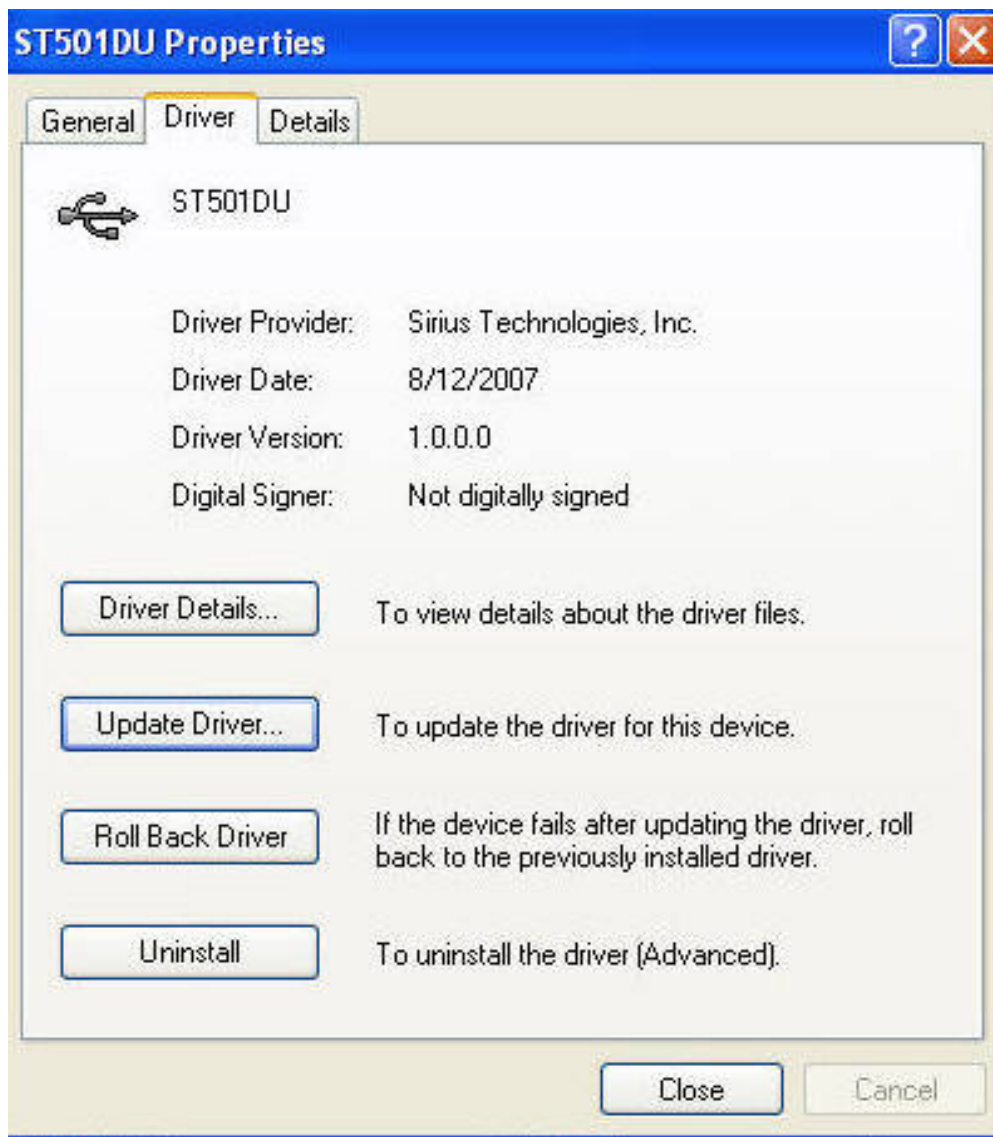 ST501DU Properties
General Driver Details
ST501DU
Driver Provider: Sirius Technologies, Inc.
Driver Date: 8/12/2007
Driver Version: 1.0.0.0
Digital Signer: Not digitally signed
Driver Details... To view details about the driver files.
Update Driver... To update the driver for this device.
Roll Back Driver If the device fails after updating the driver, roll
back to the previously installed driver.
Uninstall To uninstall the driver (Advanced).
Close Cancel